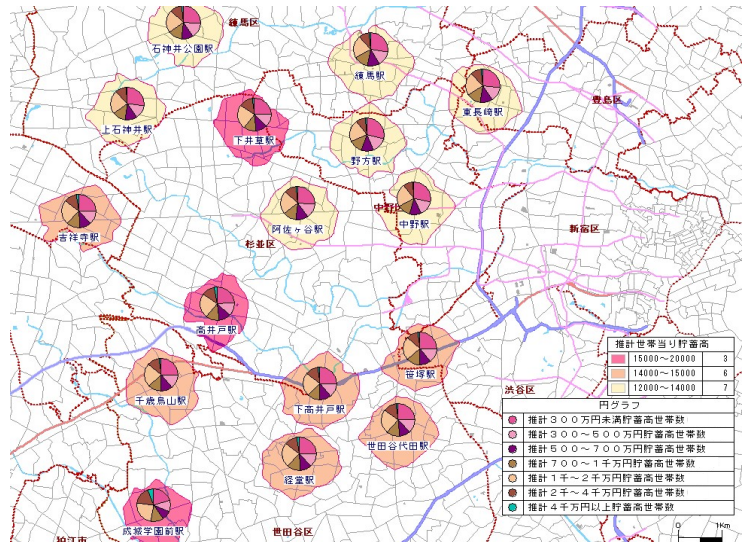 練馬区
石神井公園駅
練馬駅
東長崎駅
豊島区
上石神井駅
下井草駅
野方駅
中野区
中野駅
阿佐ヶ谷駅
杉並区
吉祥寺駅
新宿区
高井戸駅
笹塚駅
千歳烏山駅
下高井戸駅
渋谷区
世田谷代田駅
経堂駅
成城学園前駅
世田谷区
狛江市
推計世帯当り貯蓄高
15000～20000 3
14000～15000 6
12000～14000 7
円グラフ
推計３００万円未満貯蓄高世帯数
推計３００～５００万円貯蓄高世帯数
推計５００～７００万円貯蓄高世帯数
推計７００～１千万円貯蓄高世帯数
推計１千～２千万円貯蓄高世帯数
推計２千～４千万円貯蓄高世帯数
推計４千万円以上貯蓄高世帯数
0 1Km